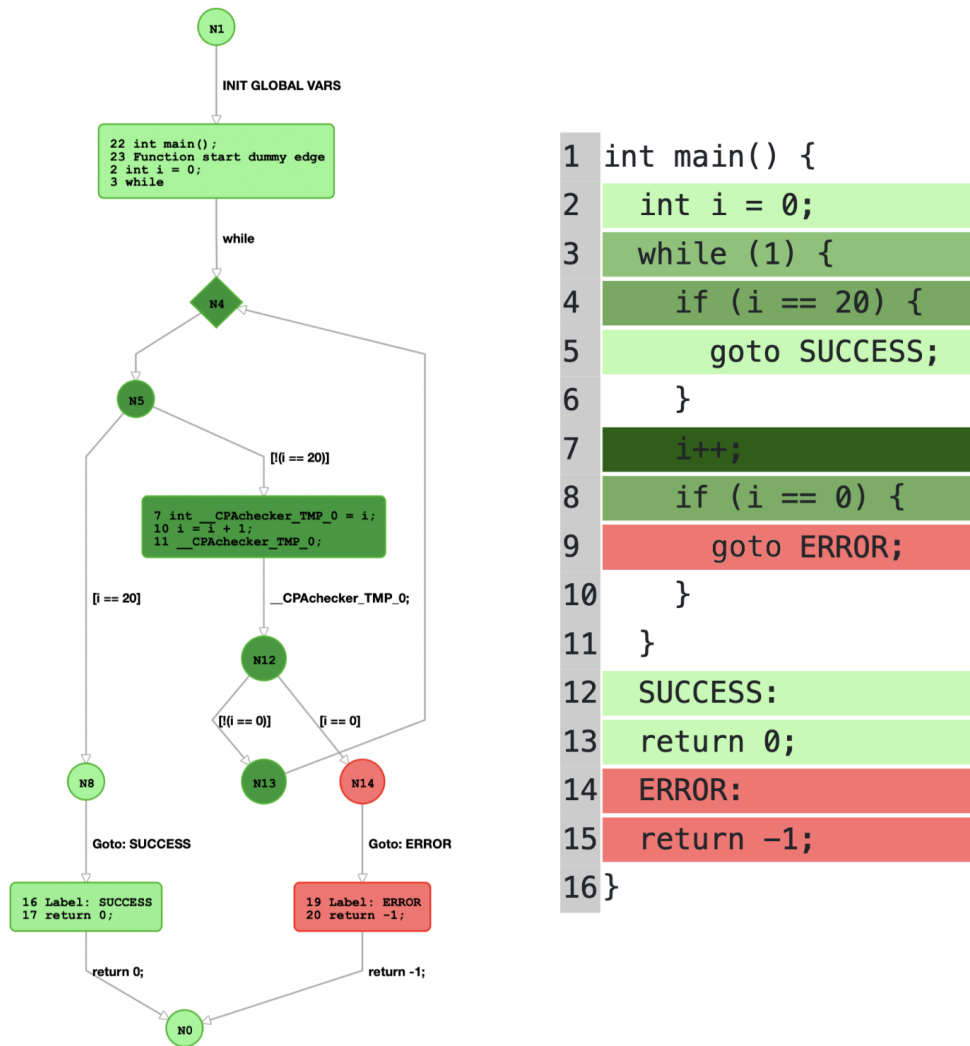 N1
INIT GLOBAL VARS
22 int main();
23 Function start dummy edge
2 int i = 0;
3 while
while
N4
N5
[!(i == 20)]
7 int __CPAchecker_TMP_0 = i;
10 i = i + 1;
11 __CPAchecker_TMP_0;
[i == 20]
__CPAchecker_TMP_0;
N12
[!(i == 0)]
[i == 0]
N8
N13
N14
Goto: SUCCESS
Goto: ERROR
16 Label: SUCCESS
17 return 0;
19 Label: ERROR
20 return -1;
return 0;
return -1;
N0
1 int main() {
2 int i = 0;
3 while (1) {
4 if (i == 20) {
5 goto SUCCESS;
6 }
7 i++;
8 if (i == 0) {
9 goto ERROR;
10 }
11 }
12 SUCCESS:
13 return 0;
14 ERROR:
15 return -1;
16 }